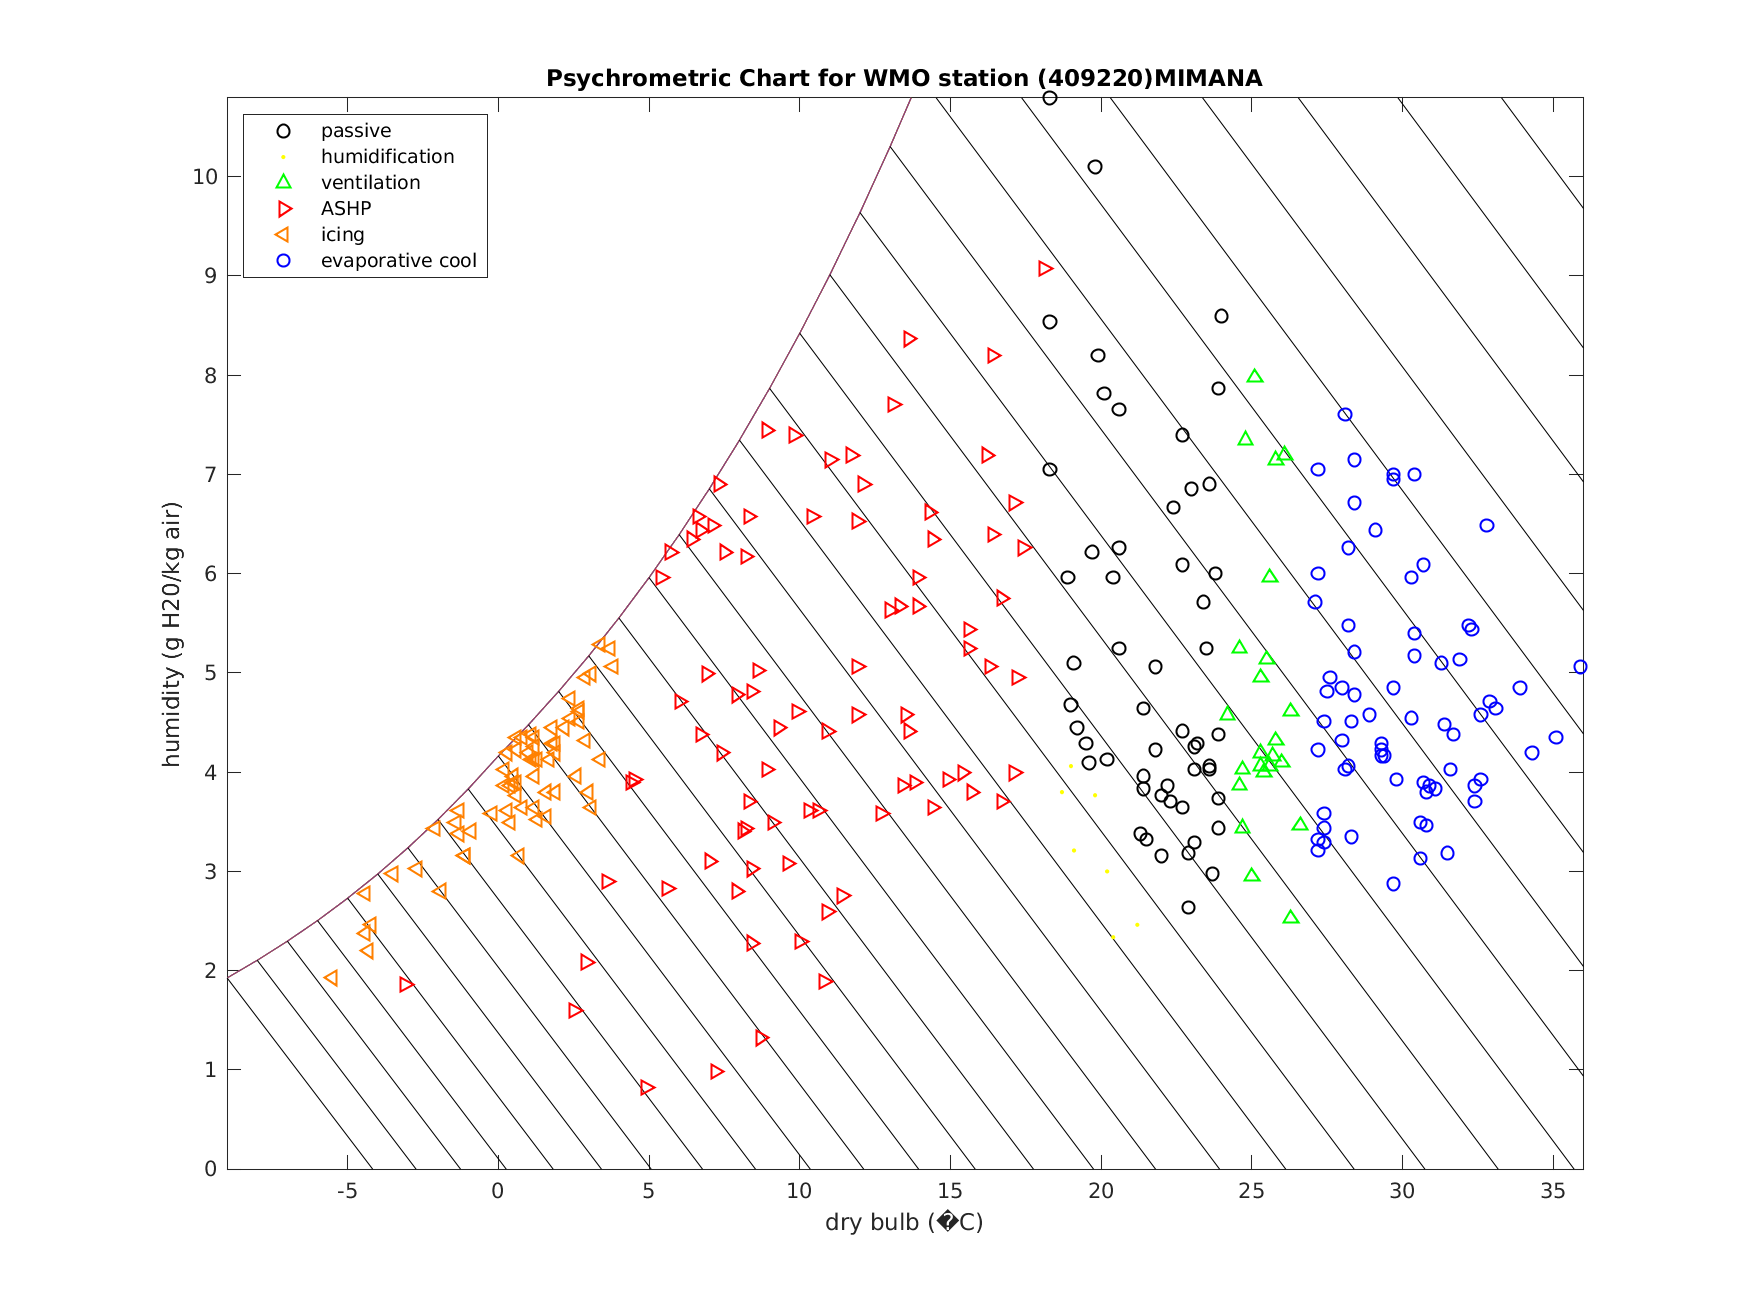 Psychrometric Chart for WMO station (409220)MIMANA
passive
humidification
ventilation
ASHP
icing
evaporative cool
10
9
8
7
6
5
4
3
2
1
0
humidity (g H20/kg air)
-5 0 5 10 15 20 25 30 35
dry bulb (�C)